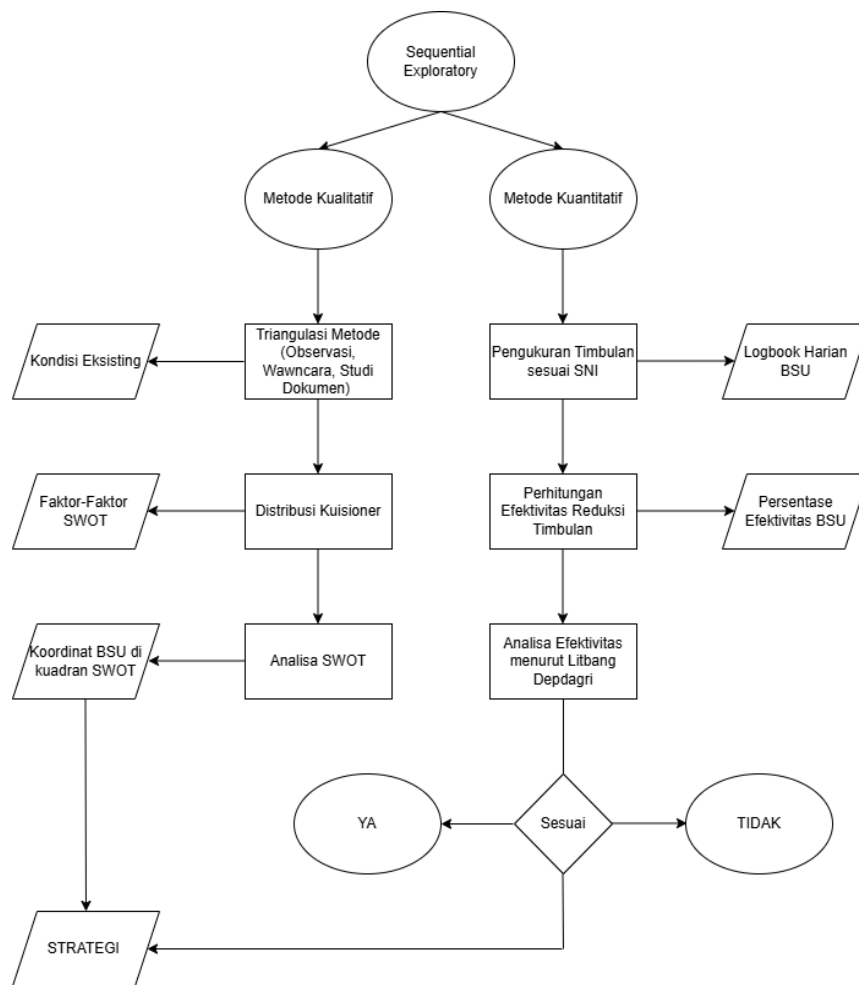 Sequential
Exploratory
Metode Kualitatif
Metode Kuantitatif
Kondisi Eksisting
Triangulasi Metode
(Observasi,
Wawncara, Studi
Dokumen)
Pengukuran Timbulan
sesuai SNI
Logbook Harian
BSU
Faktor-Faktor
SWOT
Distribusi Kuisioner
Perhitungan
Efektivitas Reduksi
Timbulan
Persentase
Efektivitas BSU
Koordinat BSU di
kuadran SWOT
Analisa SWOT
Analisa Efektivitas
menurut Litbang
Depdagri
YA
Sesuai
TIDAK
STRATEGI